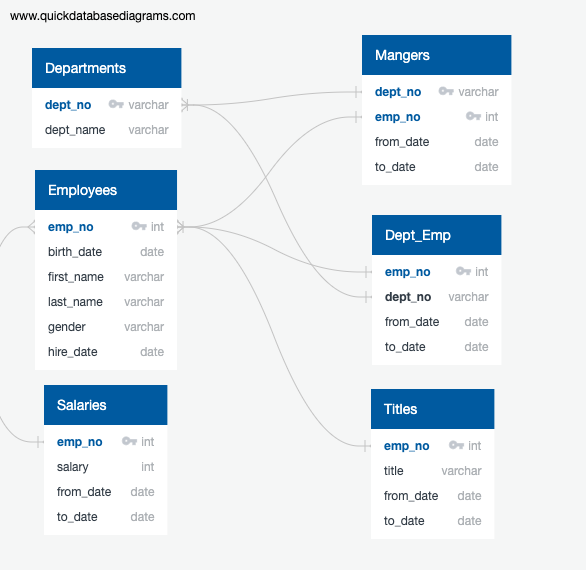 www.quickdatabasediagrams.com
Departments
dept_no varchar
dept_name varchar
Employees
emp_no int
birth_date date
first_name varchar
last_name varchar
gender varchar
hire_date date
Salaries
emp_no int
salary int
from_date date
to_date date
Mangers
dept_no varchar
emp_no int
from_date date
to_date date
Dept_Emp
emp_no int
dept_no varchar
from_date date
to_date date
Titles
emp_no int
title varchar
from_date date
to_date date